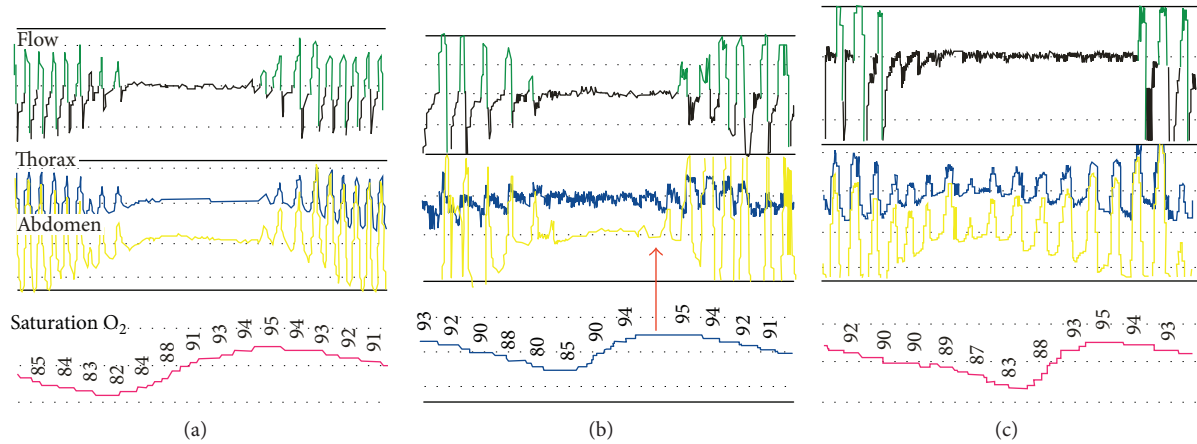 Flow
Thorax
Abdomen
Saturation O₂
85 84 83 82 84 88 91 93 94 95 94 93 92 91
(a)
93 92 90 88 80 85 90 94 95 94 92 91
(b)
92 90 90 89 87 83 88 93 95 94 93
(c)